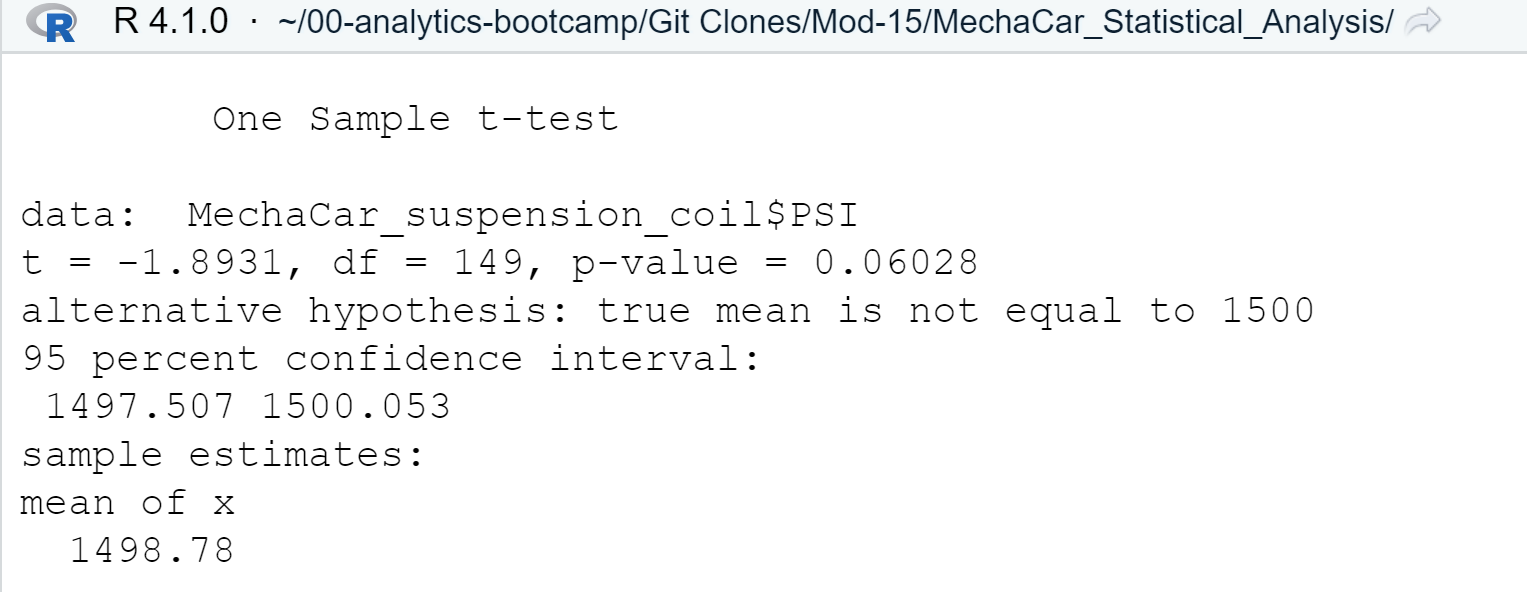 R R 4.1.0 · ~/00-analytics-bootcamp/Git Clones/Mod-15/MechaCar_Statistical_Analysis/
One Sample t-test
data:  MechaCar_suspension_coil$PSI
t = -1.8931, df = 149, p-value = 0.06028
alternative hypothesis: true mean is not equal to 1500
95 percent confidence interval:
1497.507 1500.053
sample estimates:
mean of x
1498.78